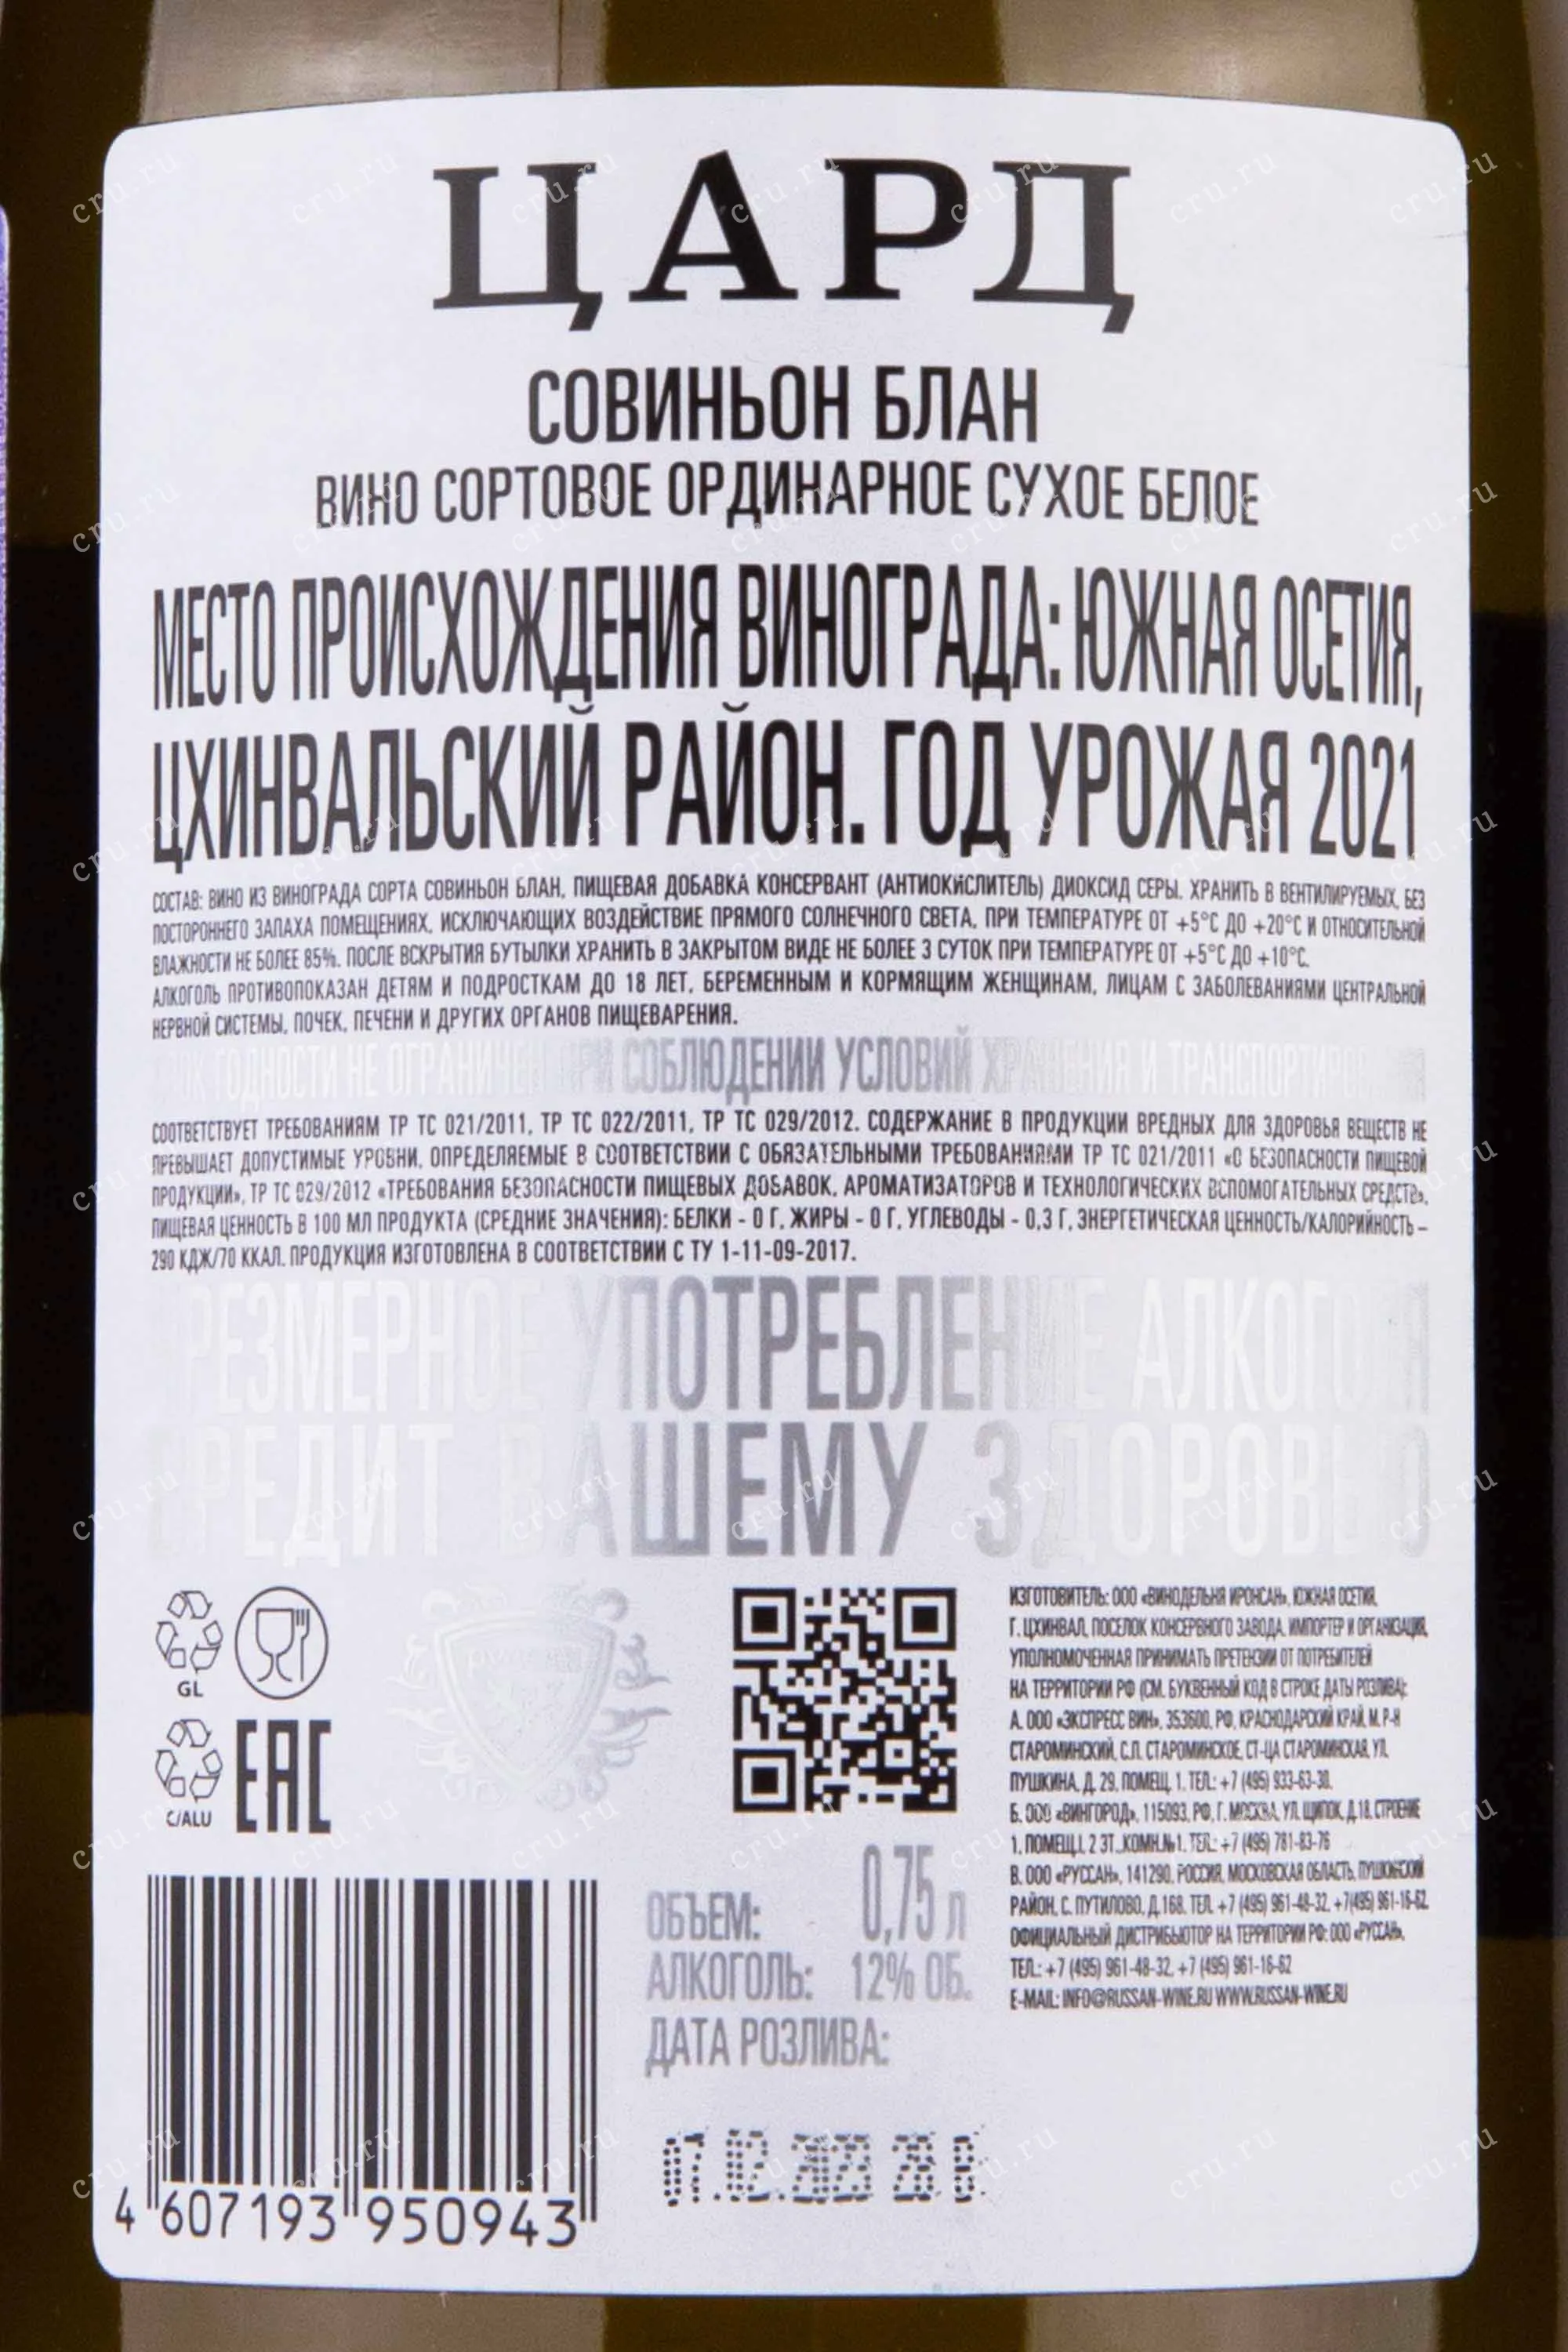 ЦАРД
СОВИНЬОН БЛАН
ВИНО СОРТОВОЕ ОРДИНАРНОЕ СУХОЕ БЕЛОЕ
МЕСТО ПРОИСХОЖДЕНИЯ ВИНОГРАДА: ЮЖНАЯ ОСЕТИЯ,
ЦХИНВАЛЬСКИЙ РАЙОН. ГОД УРОЖАЯ 2021
СОСТАВ: ВИНО ИЗ ВИНОГРАДА СОРТА СОВИНЬОН БЛАН, ПИЩЕВАЯ ДОБАВКА КОНСЕРВАНТ (АНТИОКИСЛИТЕЛЬ) ДИОКСИД СЕРЫ. ХРАНИТЬ В ВЕНТИЛИРУЕМЫХ, БЕЗ
ПОСТОРОННЕГО ЗАПАХА ПОМЕЩЕНИЯХ, ИСКЛЮЧАЮЩИХ ВОЗДЕЙСТВИЕ ПРЯМОГО СОЛНЕЧНОГО СВЕТА, ПРИ ТЕМПЕРАТУРЕ ОТ +5°С ДО +20°С И ОТНОСИТЕЛЬНОЙ
ВЛАЖНОСТИ НЕ БОЛЕЕ 85%. ПОСЛЕ ВСКРЫТИЯ БУТЫЛКИ ХРАНИТЬ В ЗАКРЫТОМ ВИДЕ НЕ БОЛЕЕ 3 СУТОК ПРИ ТЕМПЕРАТУРЕ ОТ +5°С ДО +10°С.
АЛКОГОЛЬ ПРОТИВОПОКАЗАН ДЕТЯМ И ПОДРОСТКАМ ДО 18 ЛЕТ, БЕРЕМЕННЫМ И КОРМЯЩИМ ЖЕНЩИНАМ, ЛИЦАМ С ЗАБОЛЕВАНИЯМИ ЦЕНТРАЛЬНОЙ
НЕРВНОЙ СИСТЕМЫ, ПОЧЕК, ПЕЧЕНИ И ДРУГИХ ОРГАНОВ ПИЩЕВАРЕНИЯ.
ГОДНОСТИ НЕ ОГРАНИЧЕН ПРИ СОБЛЮДЕНИИ УСЛОВИЙ ХРАНЕНИЯ И
СООТВЕТСТВУЕТ ТРЕБОВАНИЯМ ТР ТС 021/2011, ТР ТС 022/2011, ТР ТС 029/2012. СОДЕРЖАНИЕ В ПРОДУКЦИИ ВРЕДНЫХ ДЛЯ ЗДОРОВЬЯ ВЕЩЕСТВ НЕ
ПРЕВЫШАЕТ ДОПУСТИМЫЕ УРОВНИ, ОПРЕДЕЛЯЕМЫЕ В СООТВЕТСТВИИ С ОБЯЗАТЕЛЬНЫМИ ТРЕБОВАНИЯМИ ТР ТС 021/2011 «О БЕЗОПАСНОСТИ ПИЩЕВОЙ
ПРОДУКЦИИ», ТР ТС 029/2012 «ТРЕБОВАНИЯ БЕЗОПАСНОСТИ ПИЩЕВЫХ ДОБАВОК, АРОМАТИЗАТОРОВ И ТЕХНОЛОГИЧЕСКИХ ВСПОМОГАТЕЛЬНЫХ СРЕДСТВ».
ПИЩЕВАЯ ЦЕННОСТЬ В 100 МЛ ПРОДУКТА (СРЕДНИЕ ЗНАЧЕНИЯ): БЕЛКИ - 0 Г, ЖИРЫ - 0 Г, УГЛЕВОДЫ - 0,3 Г, ЭНЕРГЕТИЧЕСКАЯ ЦЕННОСТЬ/КАЛОРИЙНОСТЬ –
290 КДЖ/70 ККАЛ. ПРОДУКЦИЯ ИЗГОТОВЛЕНА В СООТВЕТСТВИИ С ТУ 1-11-09-2017.
ЧРЕЗМЕРНОЕ УПОТРЕБЛЕНИЕ АЛКОГОЛЯ
ВРЕДИТ ВАШЕМУ ЗДОРОВЬЮ
GL
C/ALU
EAC
ИЗГОТОВИТЕЛЬ: ООО «ВИНОДЕЛЬНЯ ИРОНСАН», ЮЖНАЯ ОСЕТИЯ,
Г. ЦХИНВАЛ, ПОСЕЛОК КОНСЕРВНОГО ЗАВОДА. ИМПОРТЕР И ОРГАНИЗАЦИЯ,
УПОЛНОМОЧЕННАЯ ПРИНИМАТЬ ПРЕТЕНЗИИ ОТ ПОТРЕБИТЕЛЕЙ
НА ТЕРРИТОРИИ РФ (СМ. БУКВЕННЫЙ КОД В СТРОКЕ ДАТЫ РОЗЛИВА):
А. ООО «ЭКСПРЕСС ВИН», 353600, РФ, КРАСНОДАРСКИЙ КРАЙ, М.Р-Н
СТАРОМИНСКИЙ, С.П. СТАРОМИНСКОЕ, СТ-ЦА СТАРОМИНСКАЯ, УЛ.
ПУШКИНА, Д. 29, ПОМЕЩ. 1. ТЕЛ.: +7 (495) 933-63-30.
Б. ООО «ВИНГОРОД», 115093, РФ, Г. МОСКВА, УЛ. ЩИПОК, Д.18, СТРОЕНИЕ
1, ПОМЕЩ.I, 2 ЭТ.,КОМН.№1. ТЕЛ.: +7 (495) 781-83-76
В. ООО «РУССАН», 141290, РОССИЯ, МОСКОВСКАЯ ОБЛАСТЬ, ПУШКИНСКИЙ
РАЙОН, С. ПУТИЛОВО, Д.168. ТЕЛ. +7 (495) 961-48-32, +7(495) 961-16-62.
ОФИЦИАЛЬНЫЙ ДИСТРИБЬЮТОР НА ТЕРРИТОРИИ РФ: ООО «РУССАН».
ТЕЛ.: +7 (495) 961-48-32, +7 (495) 961-16-62
E-MAIL: INFO@RUSSAN-WINE.RU WWW.RUSSAN-WINE.RU
ОБЪЕМ: 0,75 л
АЛКОГОЛЬ: 12% ОБ.
ДАТА РОЗЛИВА:
07.02.2023
4 607193 950943
cru.ru